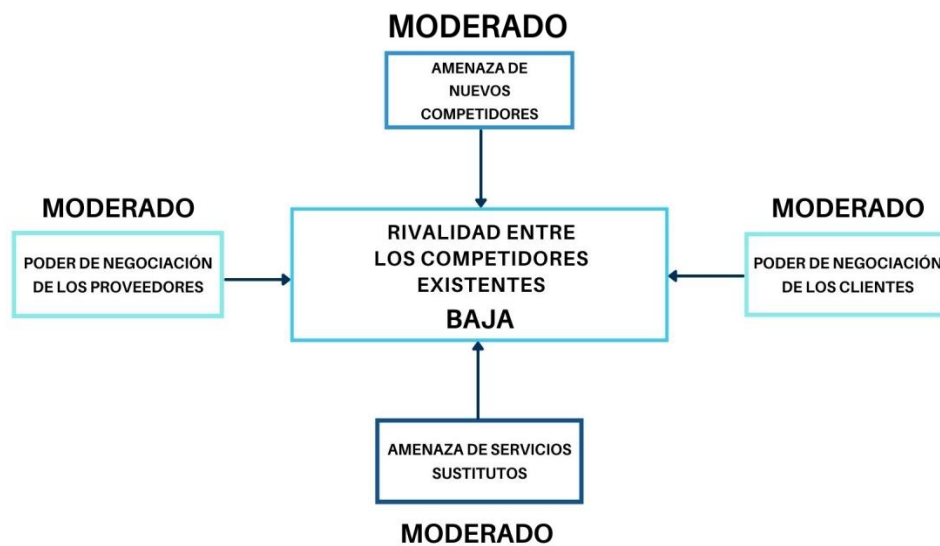 MODERADO
AMENAZA DE
NUEVOS
COMPETIDORES
MODERADO
PODER DE NEGOCIACIÓN
DE LOS PROVEEDORES
RIVALIDAD ENTRE
LOS COMPETIDORES
EXISTENTES
BAJA
MODERADO
PODER DE NEGOCIACIÓN
DE LOS CLIENTES
AMENAZA DE SERVICIOS
SUSTITUTOS
MODERADO